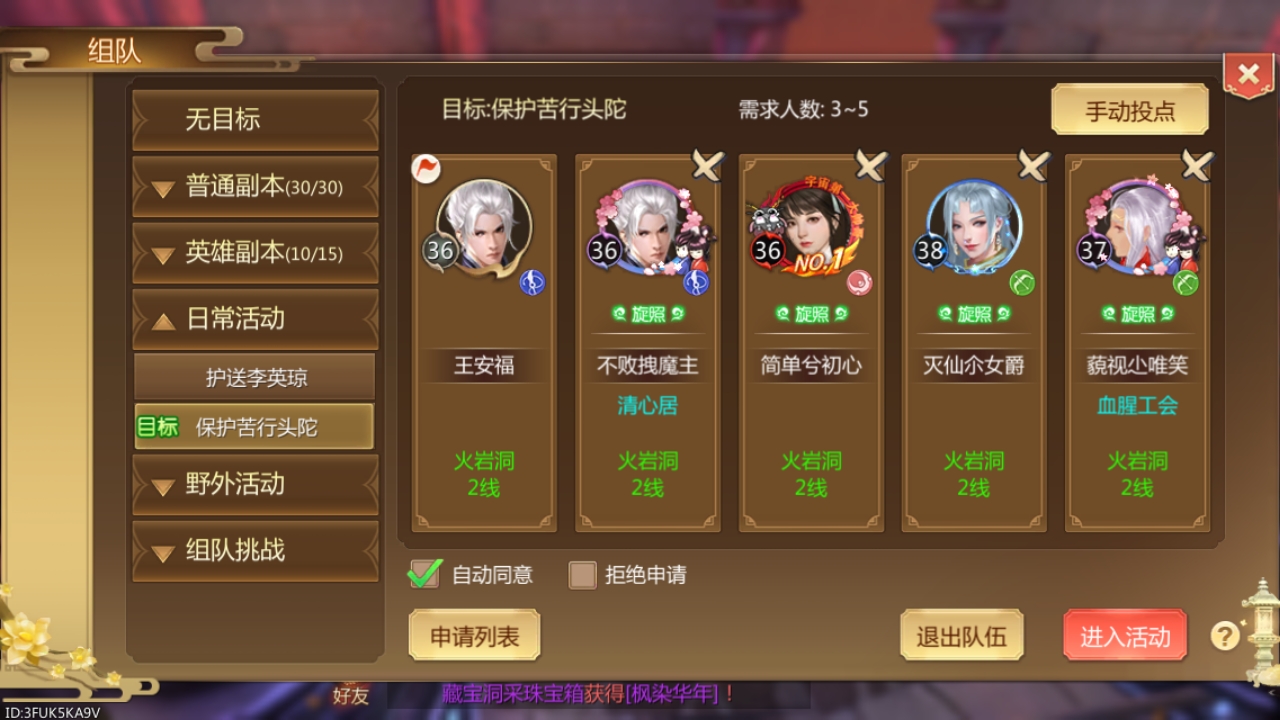 组队
无目标
普通副本(30/30)
英雄副本(10/15)
日常活动
护送李英琼
目标 保护苦行头陀
野外活动
组队挑战
目标:保护苦行头陀
需求人数: 3~5
手动投点
36
36
36
38
37
宇宙第一
NO.1
旋照
旋照
旋照
旋照
王安福
不败拽魔主
简单兮初心
灭仙尒女爵
藐视尐唯笑
清心居
血腥工会
火岩洞
2线
火岩洞
2线
火岩洞
2线
火岩洞
2线
火岩洞
2线
自动同意
拒绝申请
申请列表
退出队伍
进入活动
?
好友
藏宝洞采珠宝箱获得[枫染华年]！
ID:3FUK5KA9V